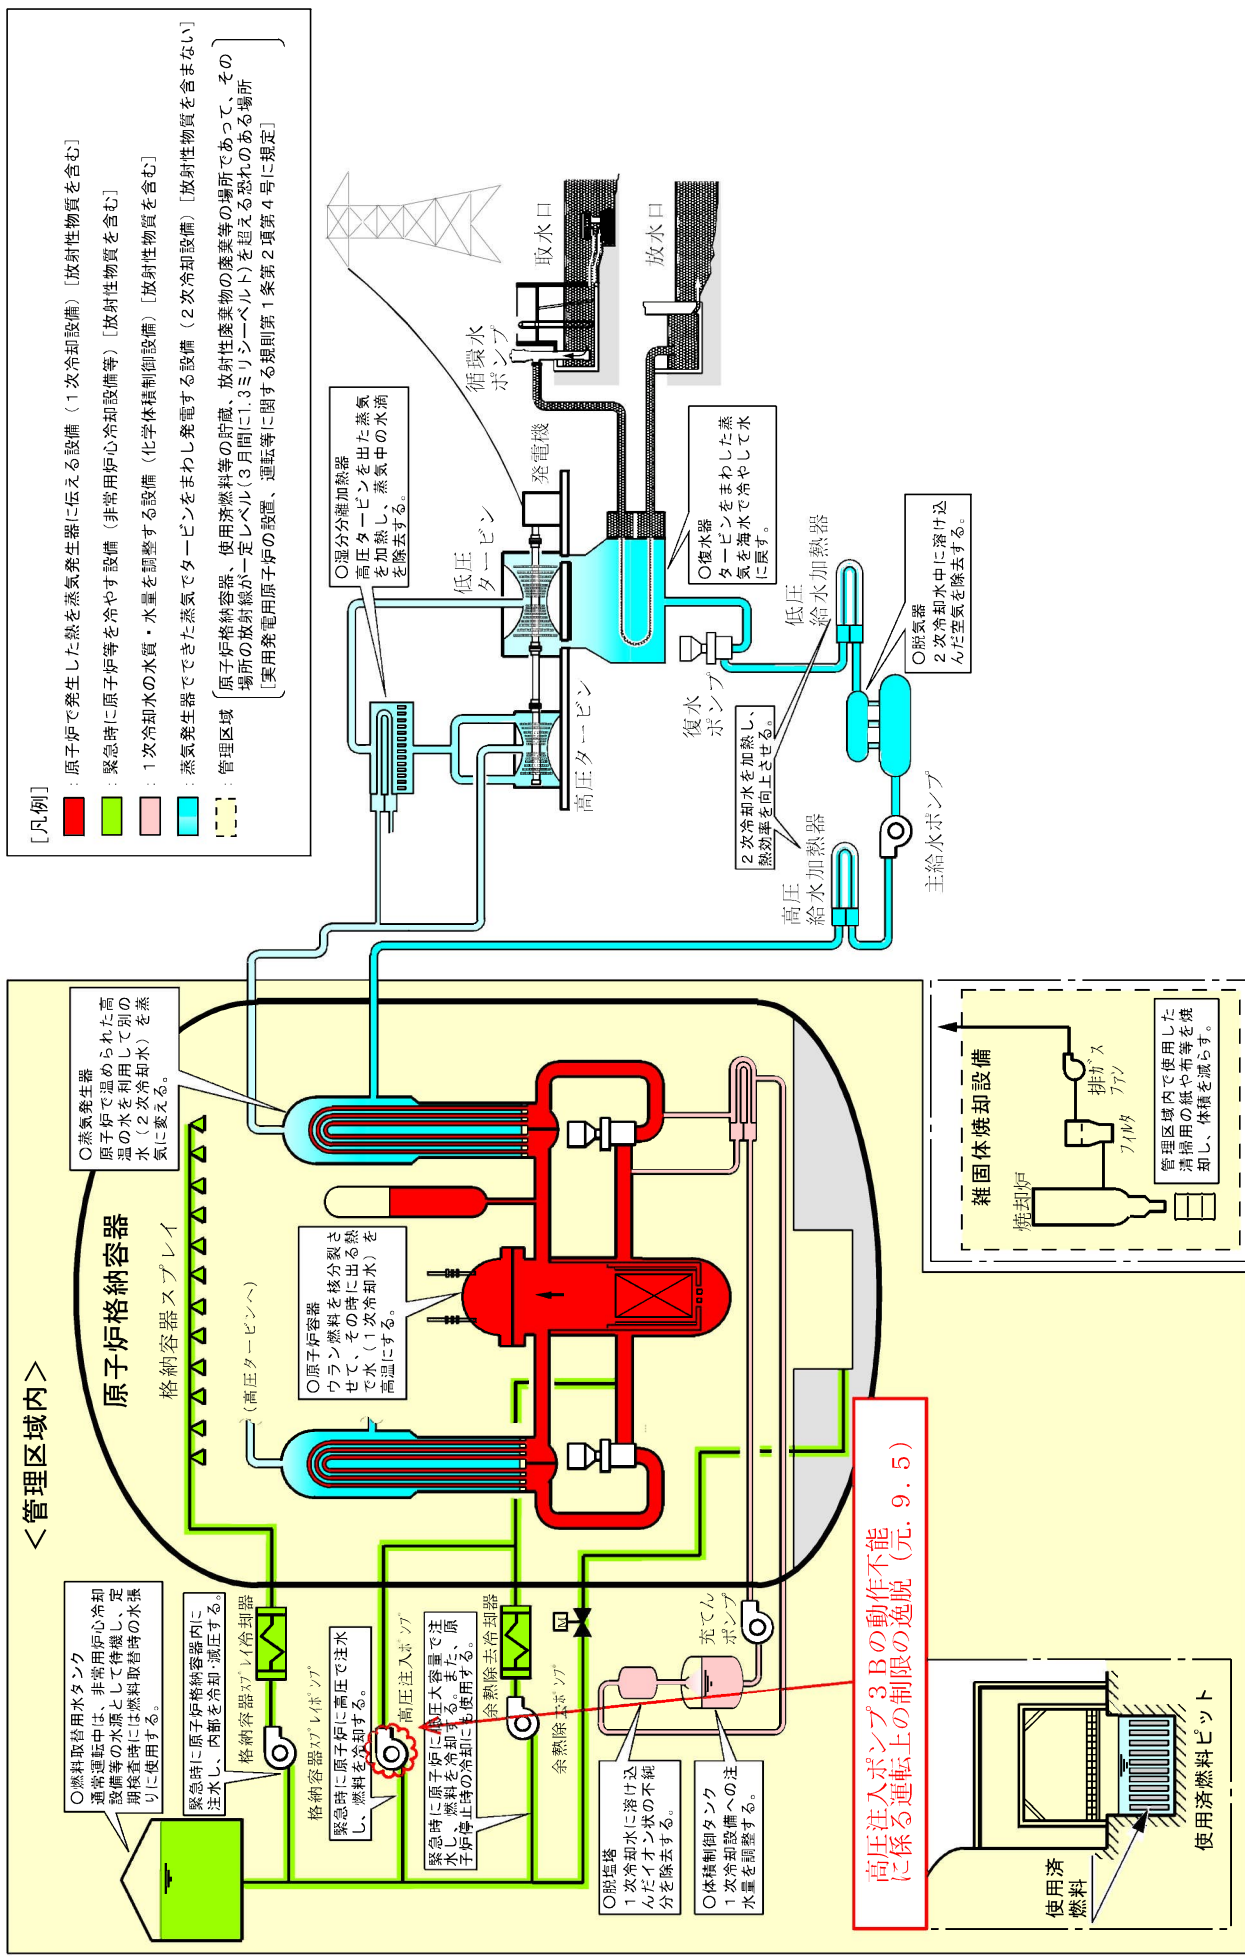 [凡例]
：原子炉で発生した熱を蒸気発生器に伝える設備（１次冷却設備）［放射性物質を含む］
：緊急時に原子炉等を冷やす設備（非常用炉心冷却設備等）［放射性物質を含む］
：１次冷却水の水質・水量を調整する設備（化学体積制御設備）［放射性物質を含む］
：蒸気発生器でできた蒸気でタービンをまわし発電する設備（２次冷却設備）［放射性物質を含まない］
：管理区域
原子炉格納容器、使用済燃料等の貯蔵、放射性廃棄物の廃棄等の場所であって、その
場所の放射線が一定レベル(３月間に1.3ミリシーベルト)を超える恐れのある場所
［実用発電用原子炉の設置、運転等に関する規則第１条第２項第４号に規定］
＜管理区域内＞
原子炉格納容器
格納容器スプレイ
（高圧タービンへ）
○蒸気発生器
原子炉で温められた高
温の水を利用して別の
水（２次冷却水）を蒸
気に変える。
○原子炉容器
ウラン燃料を核分裂さ
せて、その時に出る熱
で水（１次冷却水）を
高温にする。
○燃料取替用水タンク
通常運転中は、非常用炉心冷却
設備等の水源として待機し、定
期検査時には燃料取替時の水張
りに使用する。
格納容器スプレイ冷却器
緊急時に原子炉格納容器内に
注水し、内部を冷却・減圧する。
格納容器スプレイポンプ
緊急時に原子炉に高圧で注水
し、燃料を冷却する。
高圧注入ポンプ
緊急時に原子炉に低圧大容量で注
水し、燃料を冷却する。また、原
子炉停止時の冷却にも使用する。
余熱除去冷却器
余熱除去ポンプ
M
充てん
ポンプ
○脱塩塔
１次冷却水に溶け込
んだイオン状の不純
分を除去する。
○体積制御タンク
１次冷却設備への注
水量を調整する。
高圧注入ポンプ３Ｂの動作不能
に係る運転上の制限の逸脱（元．９．５）
使用済
燃料
使用済燃料ピット
雑固体焼却設備
焼却炉
フィルタ
排ガス
ファン
管理区域内で使用した
清掃用の紙や布等を焼
却し、体積を減らす。
○湿分分離加熱器
高圧タービンを出た蒸気
を加熱し、蒸気中の水滴
を除去する。
高圧タービン
低圧
タービン
発電機
循環水
ポンプ
取水口
放水口
○復水器
タービンをまわした蒸
気を海水で冷やして水
に戻す。
復水
ポンプ
低圧
給水加熱器
２次冷却水を加熱し、
熱効率を向上させる。
○脱気器
２次冷却水中に溶け込
んだ空気を除去する。
高圧
給水加熱器
主給水ポンプ